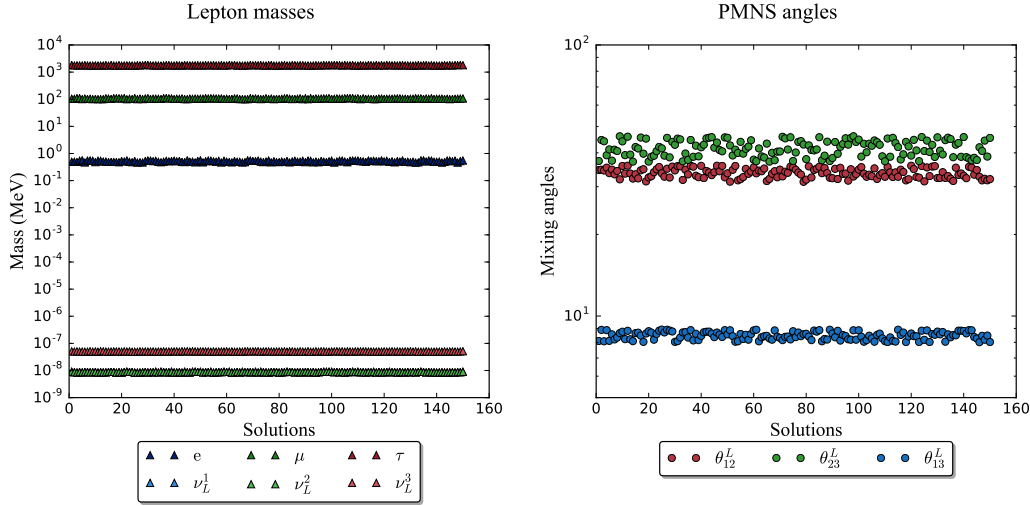 Lepton masses
PMNS angles
Mass (MeV)
10^4
10^3
10^2
10^1
10^0
10^-1
10^-2
10^-3
10^-4
10^-5
10^-6
10^-7
10^-8
10^-9
0 20 40 60 80 100 120 140 160
Solutions
e μ τ
ν_L^1 ν_L^2 ν_L^3
Mixing angles
10^2
10^1
0 20 40 60 80 100 120 140 160
Solutions
θ_12^L θ_23^L θ_13^L